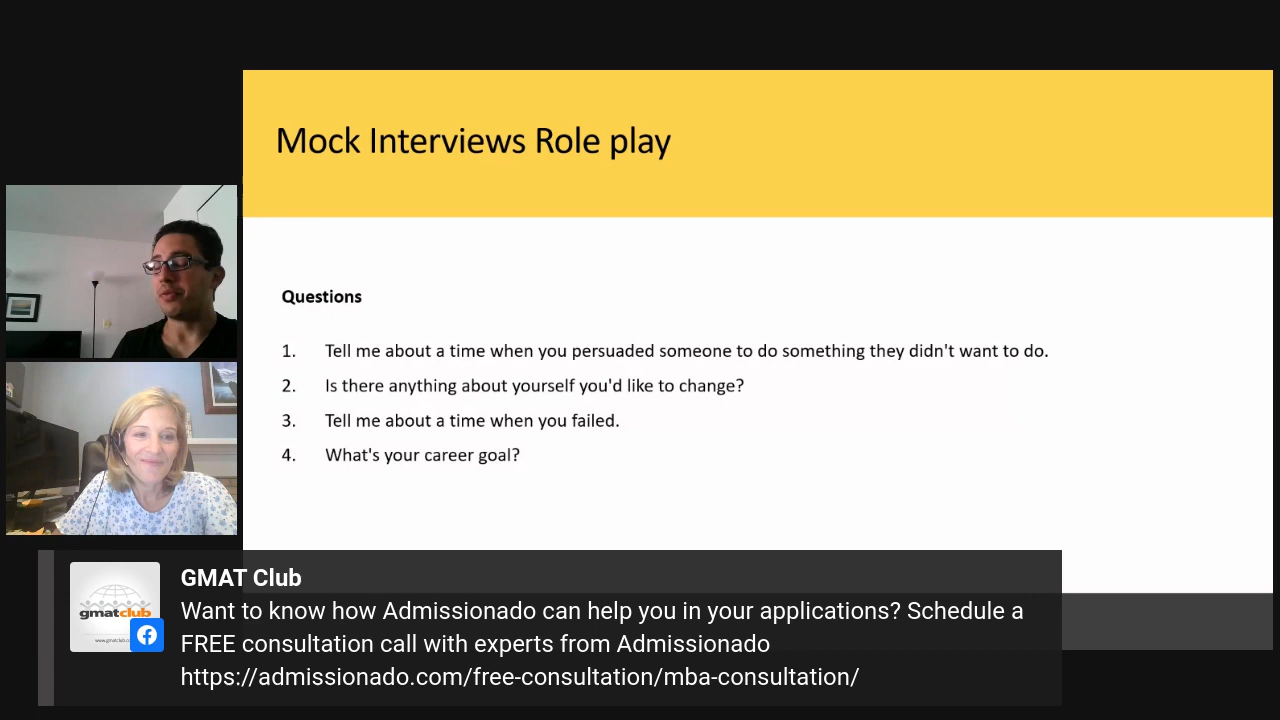 Mock Interviews Role play
Questions
1. Tell me about a time when you persuaded someone to do something they didn't want to do.
2. Is there anything about yourself you'd like to change?
3. Tell me about a time when you failed.
4. What's your career goal?
gmatclub
GMAT Club
Want to know how Admissionado can help you in your applications? Schedule a
FREE consultation call with experts from Admissionado
https://admissionado.com/free-consultation/mba-consultation/